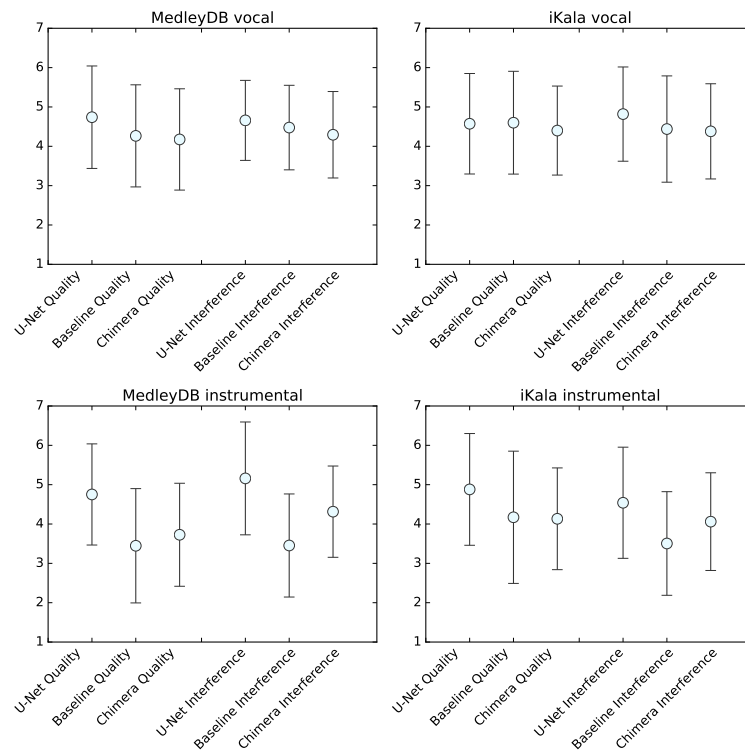 MedleyDB vocal
7
6
5
4
3
2
1
U-Net Quality
Baseline Quality
Chimera Quality
U-Net Interference
Baseline Interference
Chimera Interference
iKala vocal
7
6
5
4
3
2
1
U-Net Quality
Baseline Quality
Chimera Quality
U-Net Interference
Baseline Interference
Chimera Interference
MedleyDB instrumental
7
6
5
4
3
2
1
U-Net Quality
Baseline Quality
Chimera Quality
U-Net Interference
Baseline Interference
Chimera Interference
iKala instrumental
7
6
5
4
3
2
1
U-Net Quality
Baseline Quality
Chimera Quality
U-Net Interference
Baseline Interference
Chimera Interference